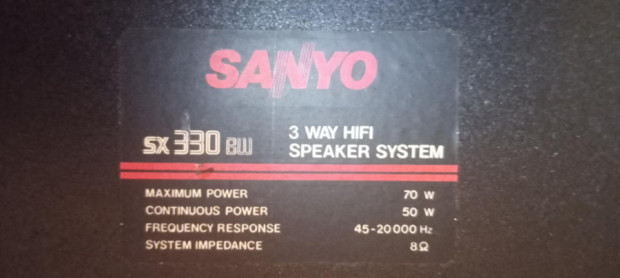 SANYO
SX 330 BW
3 WAY HIFI
SPEAKER SYSTEM
MAXIMUM POWER 70 W
CONTINUOUS POWER 50 W
FREQUENCY RESPONSE 45-20 000 Hz
SYSTEM IMPEDANCE 8Ω